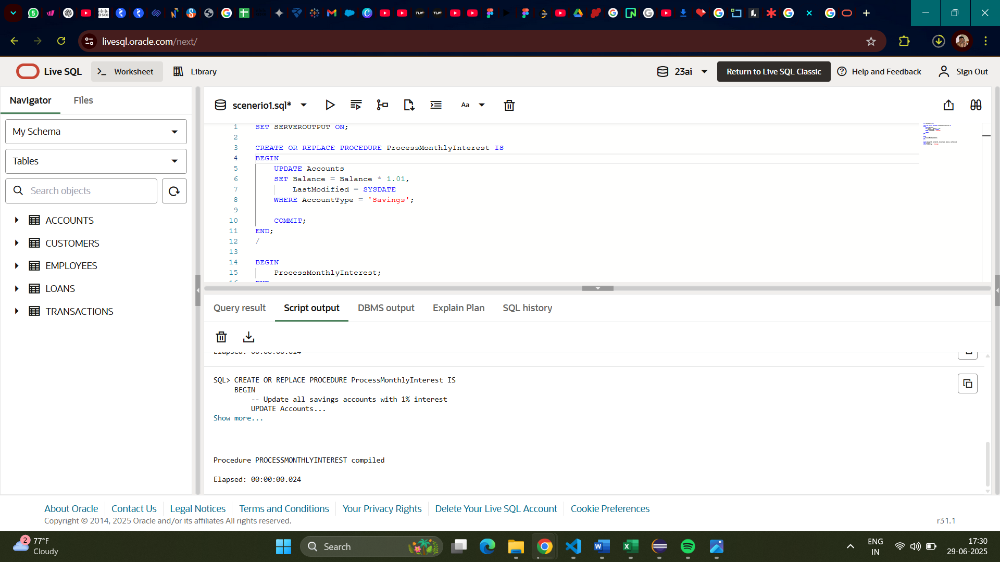 livesql.oracle.com/next/
Live SQL
Worksheet
Library
23ai
Return to Live SQL Classic
Help and Feedback
Sign Out
Navigator
Files
My Schema
Tables
Search objects
ACCOUNTS
CUSTOMERS
EMPLOYEES
LOANS
TRANSACTIONS
scenerio1.sql*
Aa
1 SET SERVEROUTPUT ON;
2
3 CREATE OR REPLACE PROCEDURE ProcessMonthlyInterest IS
4 BEGIN
5 UPDATE Accounts
6 SET Balance = Balance * 1.01,
7 LastModified = SYSDATE
8 WHERE AccountType = 'Savings';
9
10 COMMIT;
11 END;
12 /
13
14 BEGIN
15 ProcessMonthlyInterest;
16 END
Query result
Script output
DBMS output
Explain Plan
SQL history
Elapsed: 00:00:00.014
SQL> CREATE OR REPLACE PROCEDURE ProcessMonthlyInterest IS
BEGIN
-- Update all savings accounts with 1% interest
UPDATE Accounts...
Show more...
Procedure PROCESSMONTHLYINTEREST compiled
Elapsed: 00:00:00.024
About Oracle
Contact Us
Legal Notices
Terms and Conditions
Your Privacy Rights
Delete Your Live SQL Account
Cookie Preferences
Copyright © 2014, 2025 Oracle and/or its affiliates All rights reserved.
r31.1
2
77°F
Cloudy
Search
ENG
IN
17:30
29-06-2025